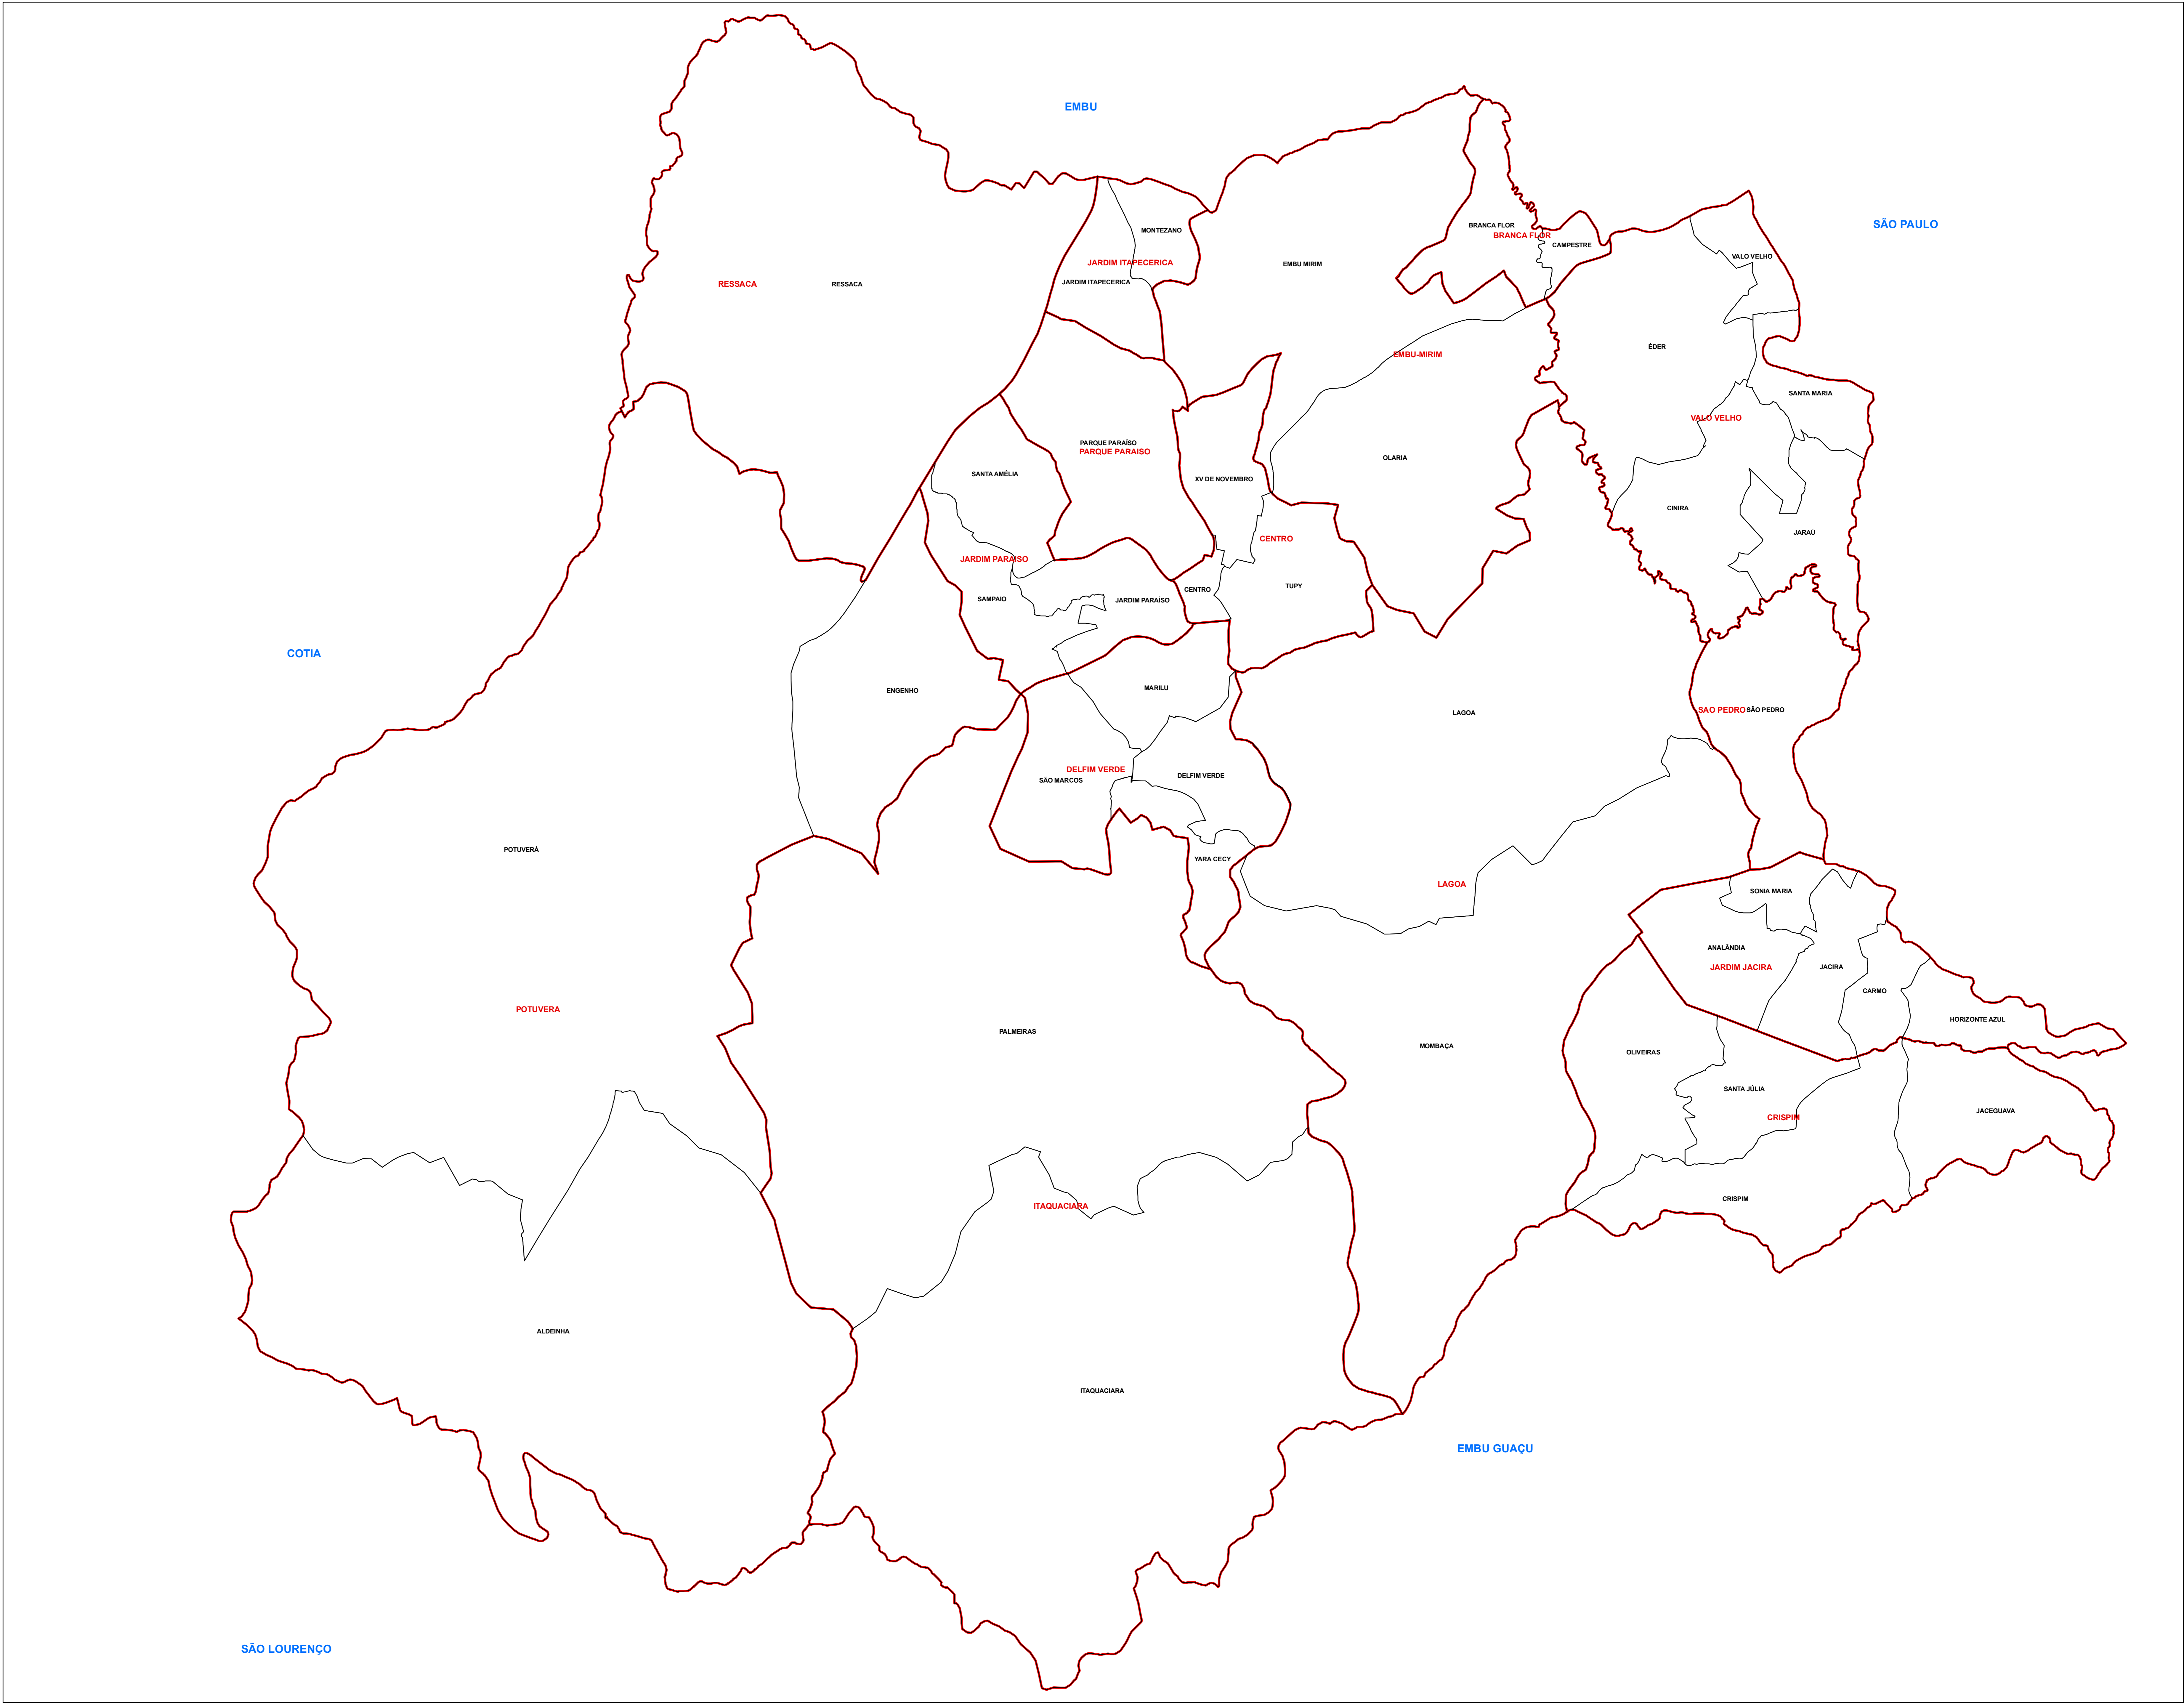 EMBU
SÃO PAULO
MONTEZANO
BRANCA FLOR
BRANCA FLOR
CAMPESTRE
VALO VELHO
JARDIM ITAPECERICA
EMBU MIRIM
JARDIM ITAPECERICA
RESSACA
RESSACA
ÉDER
EMBU-MIRIM
SANTA MARIA
VALO VELHO
PARQUE PARAÍSO
PARQUE PARAISO
OLARIA
SANTA AMÉLIA
XV DE NOVEMBRO
CINIRA
JARAÚ
CENTRO
JARDIM PARAISO
TUPY
CENTRO
SAMPAIO
JARDIM PARAÍSO
COTIA
MARILU
ENGENHO
SAO PEDRO
SÃO PEDRO
LAGOA
DELFIM VERDE
DELFIM VERDE
SÃO MARCOS
POTUVERÁ
YARA CECY
LAGOA
SONIA MARIA
ANALÂNDIA
JARDIM JACIRA
JACIRA
CARMO
POTUVERA
HORIZONTE AZUL
PALMEIRAS
MOMBAÇA
OLIVEIRAS
SANTA JÚLIA
JACEGUAVA
CRISPIM
CRISPIM
ITAQUACIARA
ALDEINHA
ITAQUACIARA
EMBU GUAÇU
SÃO LOURENÇO